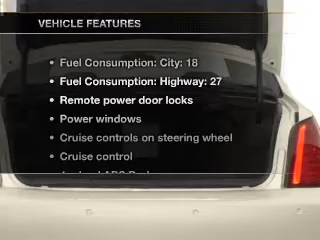 VEHICLE FEATURES
• Fuel Consumption: City: 18
• Fuel Consumption: Highway: 27
• Remote power door locks
• Power windows
• Cruise controls on steering wheel
• Cruise control